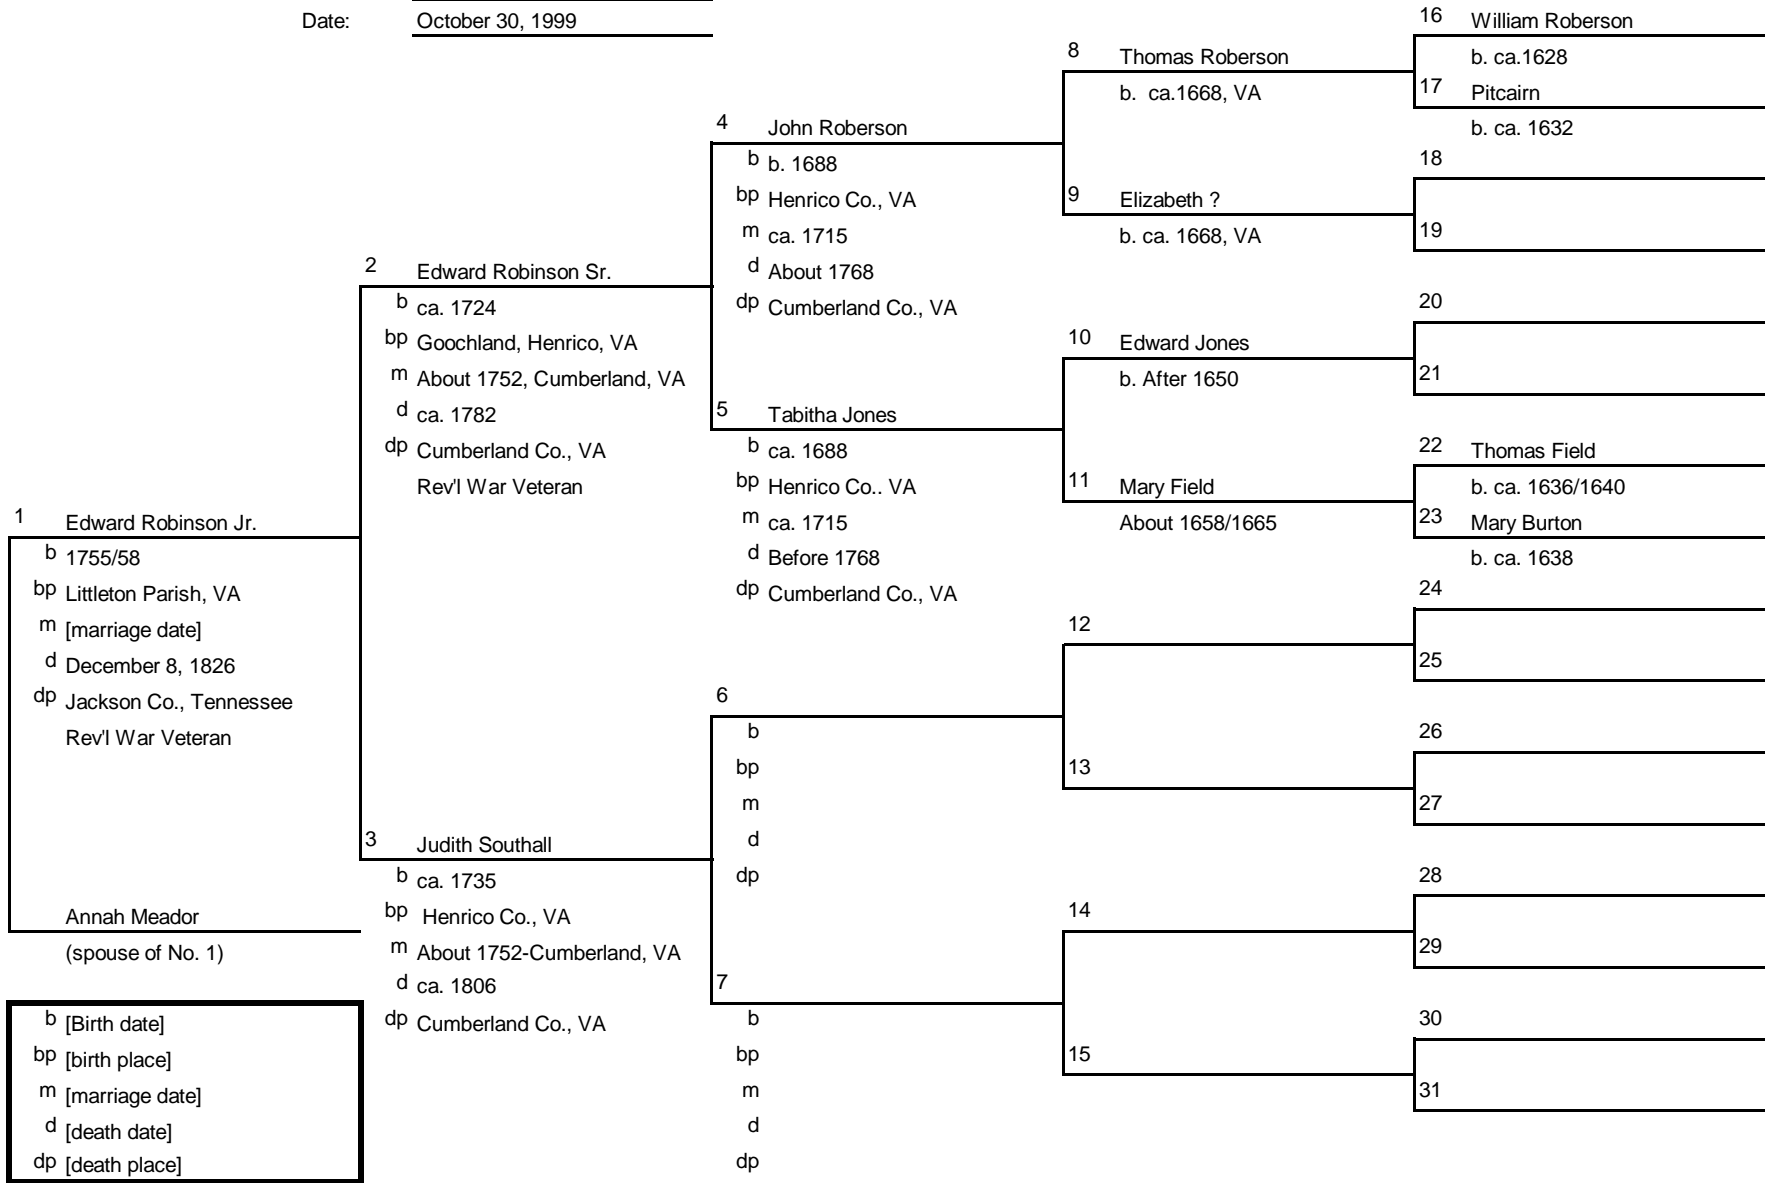 Date: October 30, 1999
1 Edward Robinson Jr.
b 1755/58
bp Littleton Parish, VA
m [marriage date]
d December 8, 1826
dp Jackson Co., Tennessee
Rev'l War Veteran
Annah Meador
(spouse of No. 1)
b [Birth date]
bp [birth place]
m [marriage date]
d [death date]
dp [death place]
2 Edward Robinson Sr.
b ca. 1724
bp Goochland, Henrico, VA
m About 1752, Cumberland, VA
d ca. 1782
dp Cumberland Co., VA
Rev'l War Veteran
3 Judith Southall
b ca. 1735
bp Henrico Co., VA
m About 1752-Cumberland, VA
d ca. 1806
dp Cumberland Co., VA
4 John Roberson
b b. 1688
bp Henrico Co., VA
m ca. 1715
d About 1768
dp Cumberland Co., VA
5 Tabitha Jones
b ca. 1688
bp Henrico Co.. VA
m ca. 1715
d Before 1768
dp Cumberland Co., VA
6
b
bp
m
d
dp
7
b
bp
m
d
dp
8 Thomas Roberson
b. ca.1668, VA
9 Elizabeth ?
b. ca. 1668, VA
10 Edward Jones
b. After 1650
11 Mary Field
About 1658/1665
12
13
14
15
16 William Roberson
b. ca.1628
17 Pitcairn
b. ca. 1632
18
19
20
21
22 Thomas Field
b. ca. 1636/1640
23 Mary Burton
b. ca. 1638
24
25
26
27
28
29
30
31